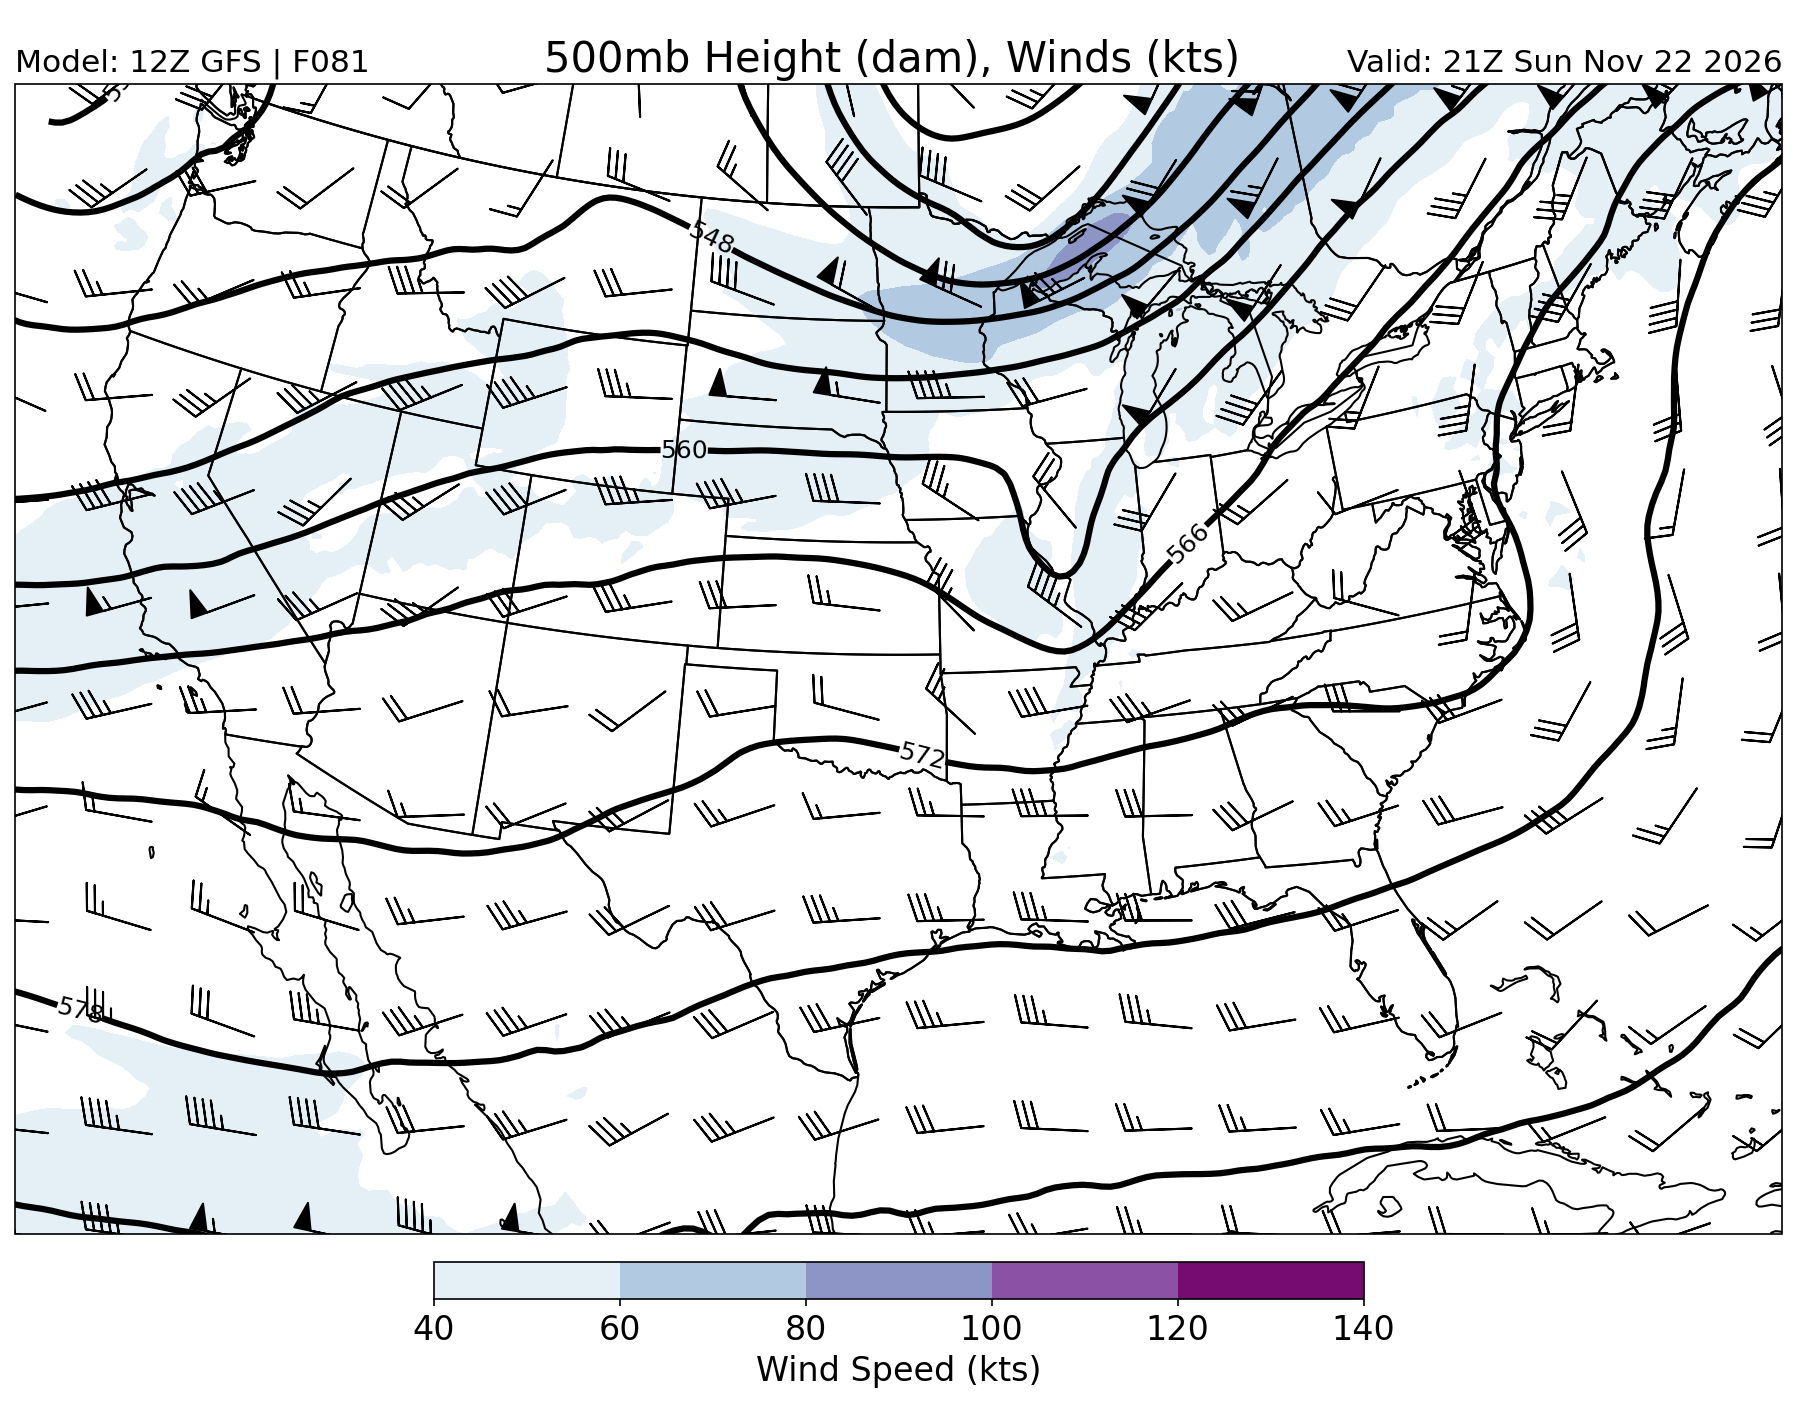 Model: 12Z GFS | F081
500mb Height (dam), Winds (kts)
Valid: 21Z Sun Nov 22 2026
548
560
566
572
578
40 60 80 100 120 140
Wind Speed (kts)